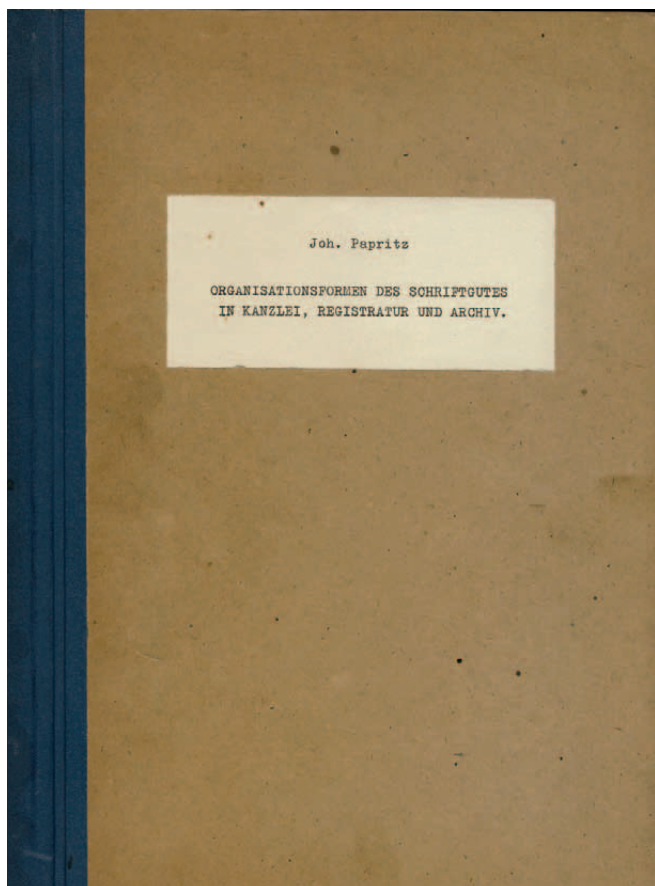 Joh. Papritz
ORGANISATIONSFORMEN DES SCHRIFTGUTES
IN KANZLEI, REGISTRATUR UND ARCHIV.